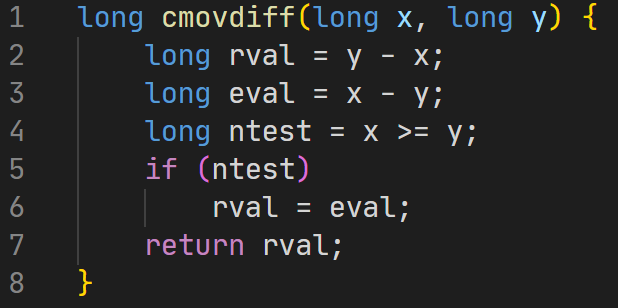 1 long cmovdiff(long x, long y) {
2     long rval = y - x;
3     long eval = x - y;
4     long ntest = x >= y;
5     if (ntest)
6         rval = eval;
7     return rval;
8 }